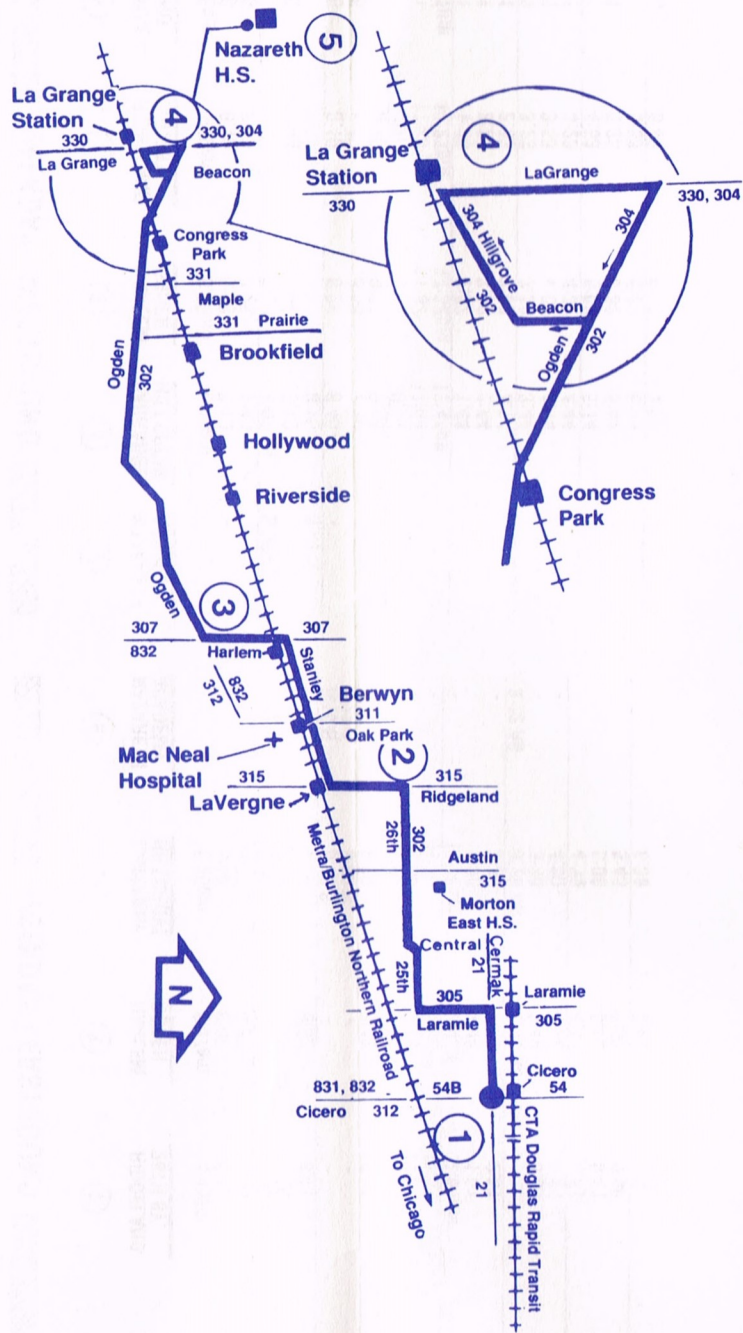 Nazareth
H.S.
5
La Grange
Station
4
330
330, 304
La Grange
Beacon
Congress
Park
331
Maple
331 Prairie
Brookfield
Ogden
302
Hollywood
Riverside
Ogden
3
307
307
832
Harlem
Stanley
832
312
Berwyn
311
Oak Park
Mac Neal
Hospital
2
315
315
LaVergne
Ridgeland
302
26th
Austin
315
Morton
East H.S.
Central
21
Cermak
25th
305
Laramie
Laramie
305
Metra/Burlington Northern Railroad
N
831, 832
54B
Cicero
312
Cicero
54
1
21
To Chicago
CTA Douglas Rapid Transit
La Grange
Station
4
LaGrange
330
330, 304
304
304 Hillgrove
302
Beacon
Ogden
302
Congress
Park